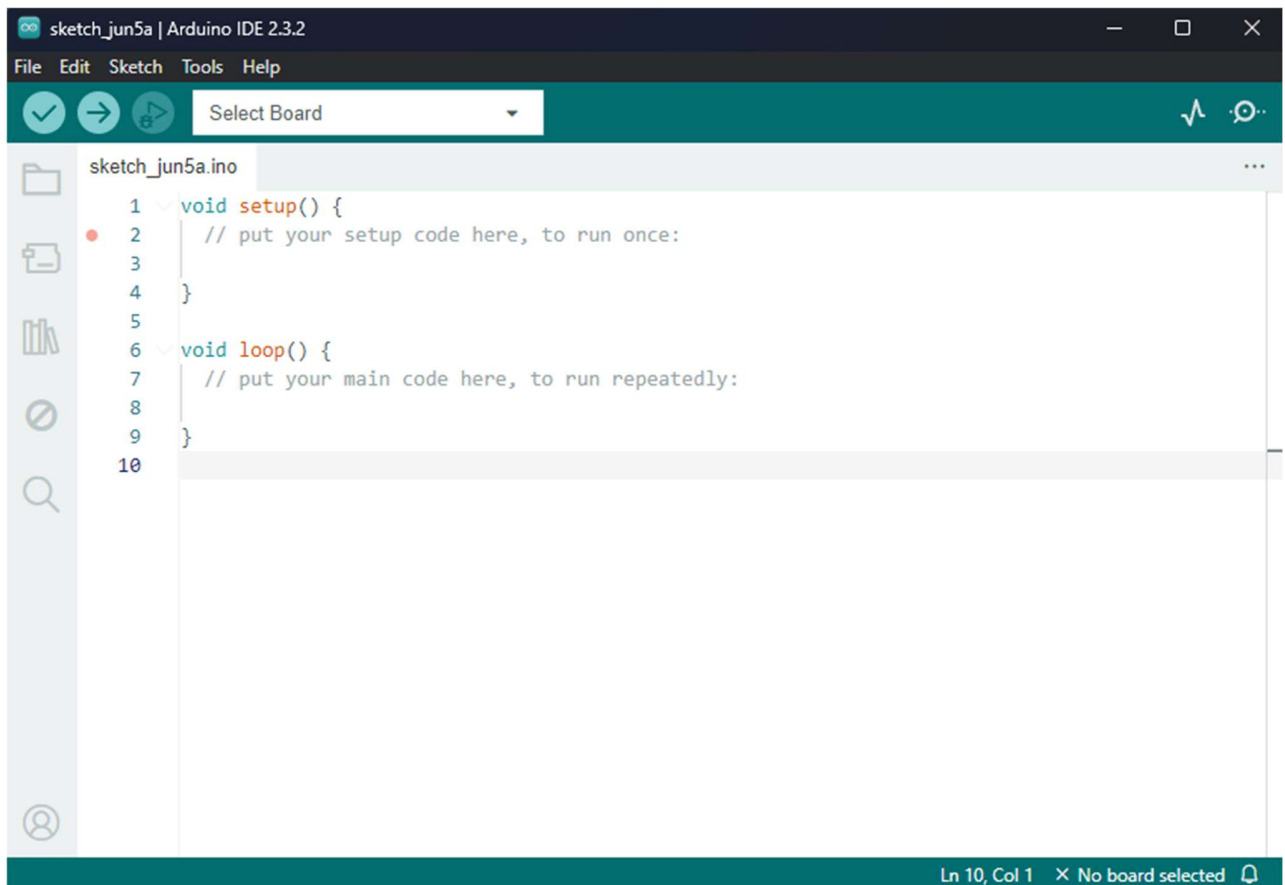 sketch_jun5a | Arduino IDE 2.3.2
File Edit Sketch Tools Help
Select Board
sketch_jun5a.ino
1 void setup() {
2 // put your setup code here, to run once:
3
4 }
5
6 void loop() {
7 // put your main code here, to run repeatedly:
8
9 }
10
Ln 10, Col 1 × No board selected